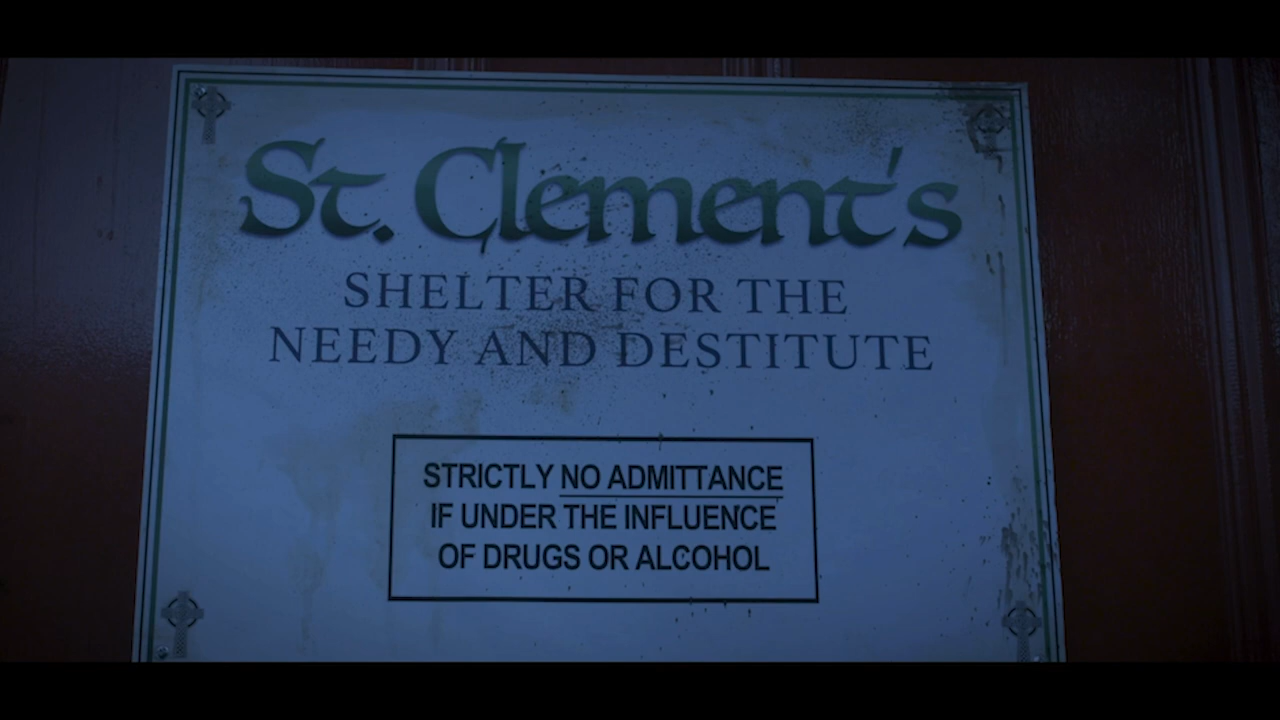 St. Clement's
SHELTER FOR THE
NEEDY AND DESTITUTE
STRICTLY NO ADMITTANCE
IF UNDER THE INFLUENCE
OF DRUGS OR ALCOHOL